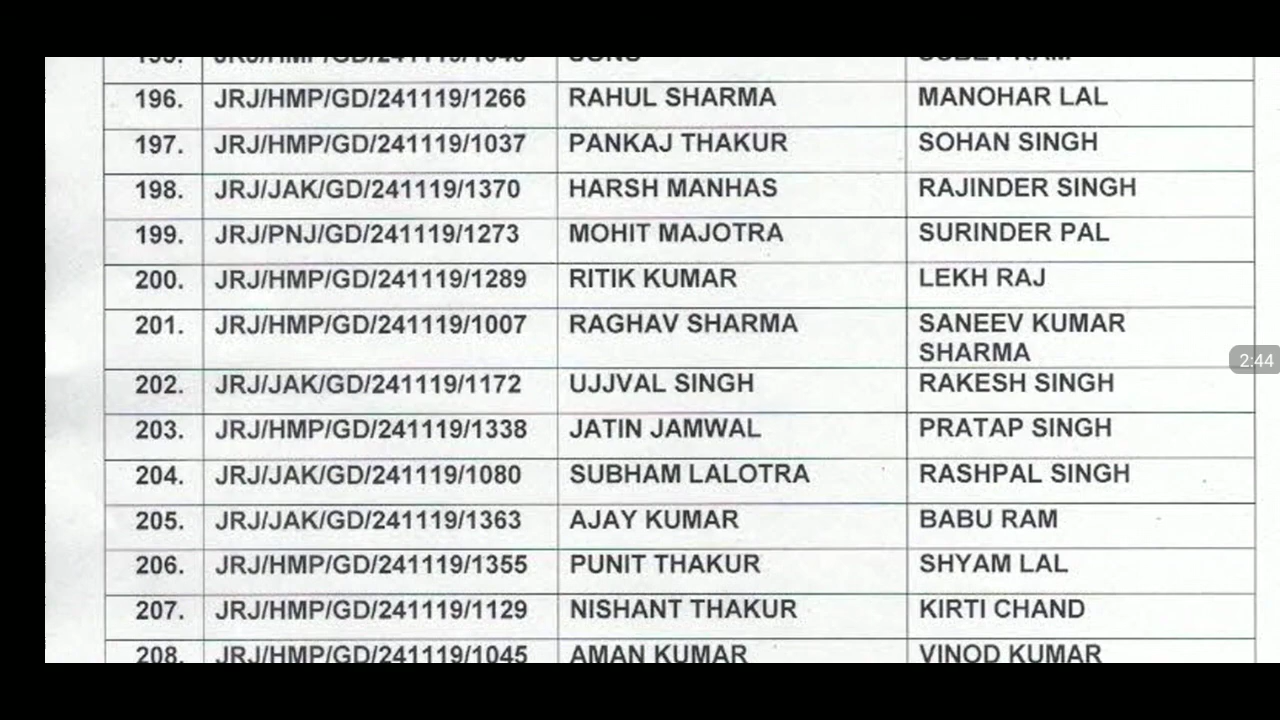 196. JRJ/HMP/GD/241119/1266 RAHUL SHARMA MANOHAR LAL
197. JRJ/HMP/GD/241119/1037 PANKAJ THAKUR SOHAN SINGH
198. JRJ/JAK/GD/241119/1370 HARSH MANHAS RAJINDER SINGH
199. JRJ/PNJ/GD/241119/1273 MOHIT MAJOTRA SURINDER PAL
200. JRJ/HMP/GD/241119/1289 RITIK KUMAR LEKH RAJ
201. JRJ/HMP/GD/241119/1007 RAGHAV SHARMA SANEEV KUMAR
SHARMA
2:44
202. JRJ/JAK/GD/241119/1172 UJJVAL SINGH RAKESH SINGH
203. JRJ/HMP/GD/241119/1338 JATIN JAMWAL PRATAP SINGH
204. JRJ/JAK/GD/241119/1080 SUBHAM LALOTRA RASHPAL SINGH
205. JRJ/JAK/GD/241119/1363 AJAY KUMAR BABU RAM
206. JRJ/HMP/GD/241119/1355 PUNIT THAKUR SHYAM LAL
207. JRJ/HMP/GD/241119/1129 NISHANT THAKUR KIRTI CHAND
208. JRJ/HMP/GD/241119/1045 AMAN KUMAR VINOD KUMAR